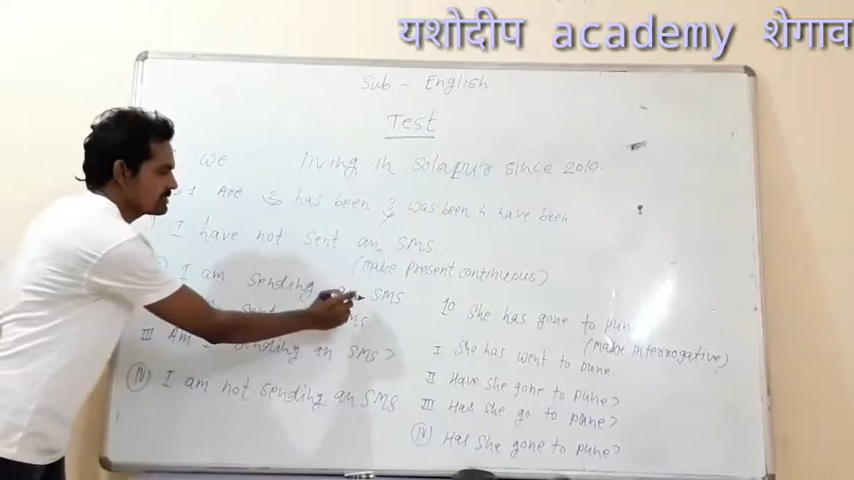 यशोदीप academy शेगाव
Sub - English
Test
we living in Solapur since 2010.
1 Are 2 has been 3 was been 4 have been
I have not sent an SMS.
(make Present continuous)
I am sending SMS
sent SMS
III Am sending an SMS?
IV I am not sending an SMS
10 She has gone to pune
(make interrogative)
I She has went to pune
II Have she gone to pune?
III Has she go to pune?
IV Has she gone to pune?